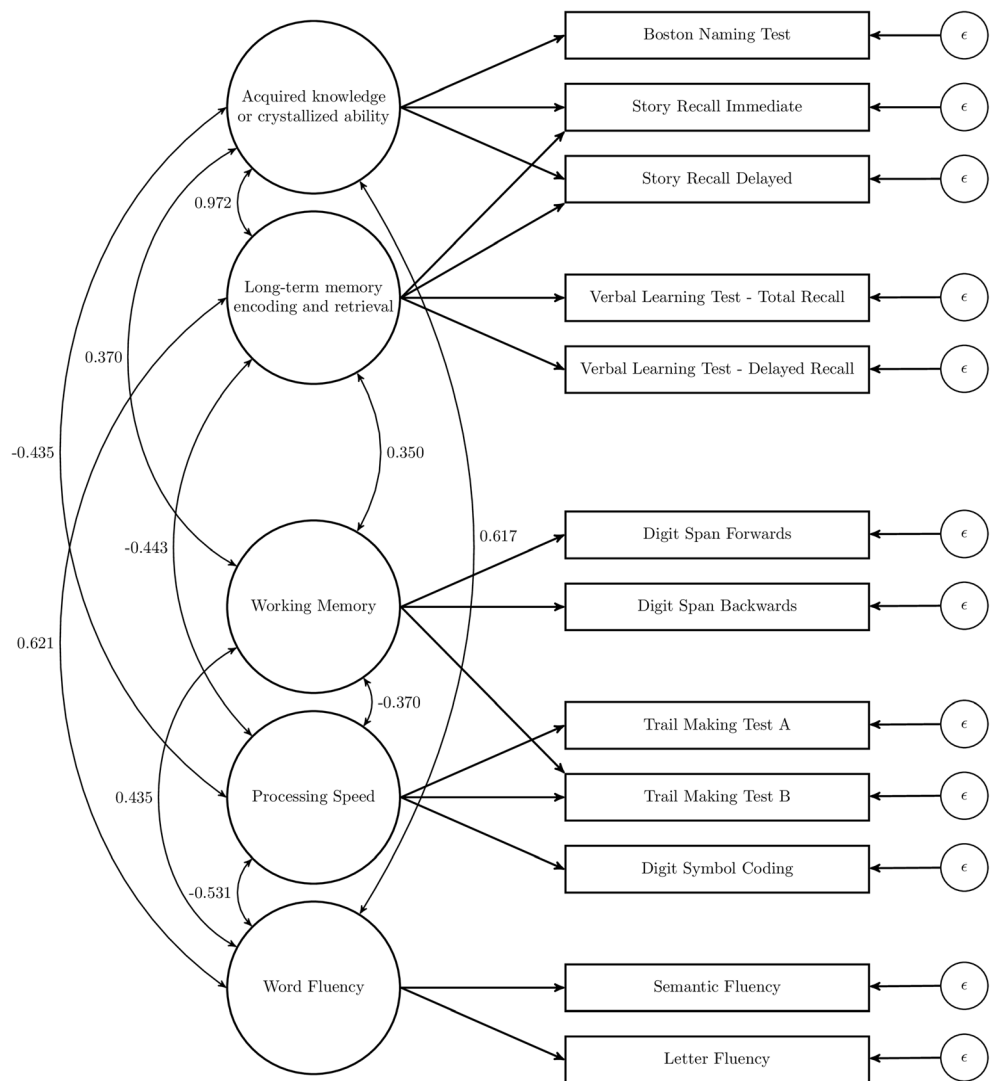 Boston Naming Test
ϵ
Acquired knowledge
or crystallized ability
Story Recall Immediate
ϵ
Story Recall Delayed
ϵ
0.972
Long-term memory
encoding and retrieval
Verbal Learning Test - Total Recall
ϵ
0.370
Verbal Learning Test - Delayed Recall
ϵ
-0.435
0.350
-0.443
0.617
Digit Span Forwards
ϵ
Working Memory
Digit Span Backwards
ϵ
0.621
-0.370
Trail Making Test A
ϵ
0.435
Processing Speed
Trail Making Test B
ϵ
Digit Symbol Coding
ϵ
-0.531
Word Fluency
Semantic Fluency
ϵ
Letter Fluency
ϵ